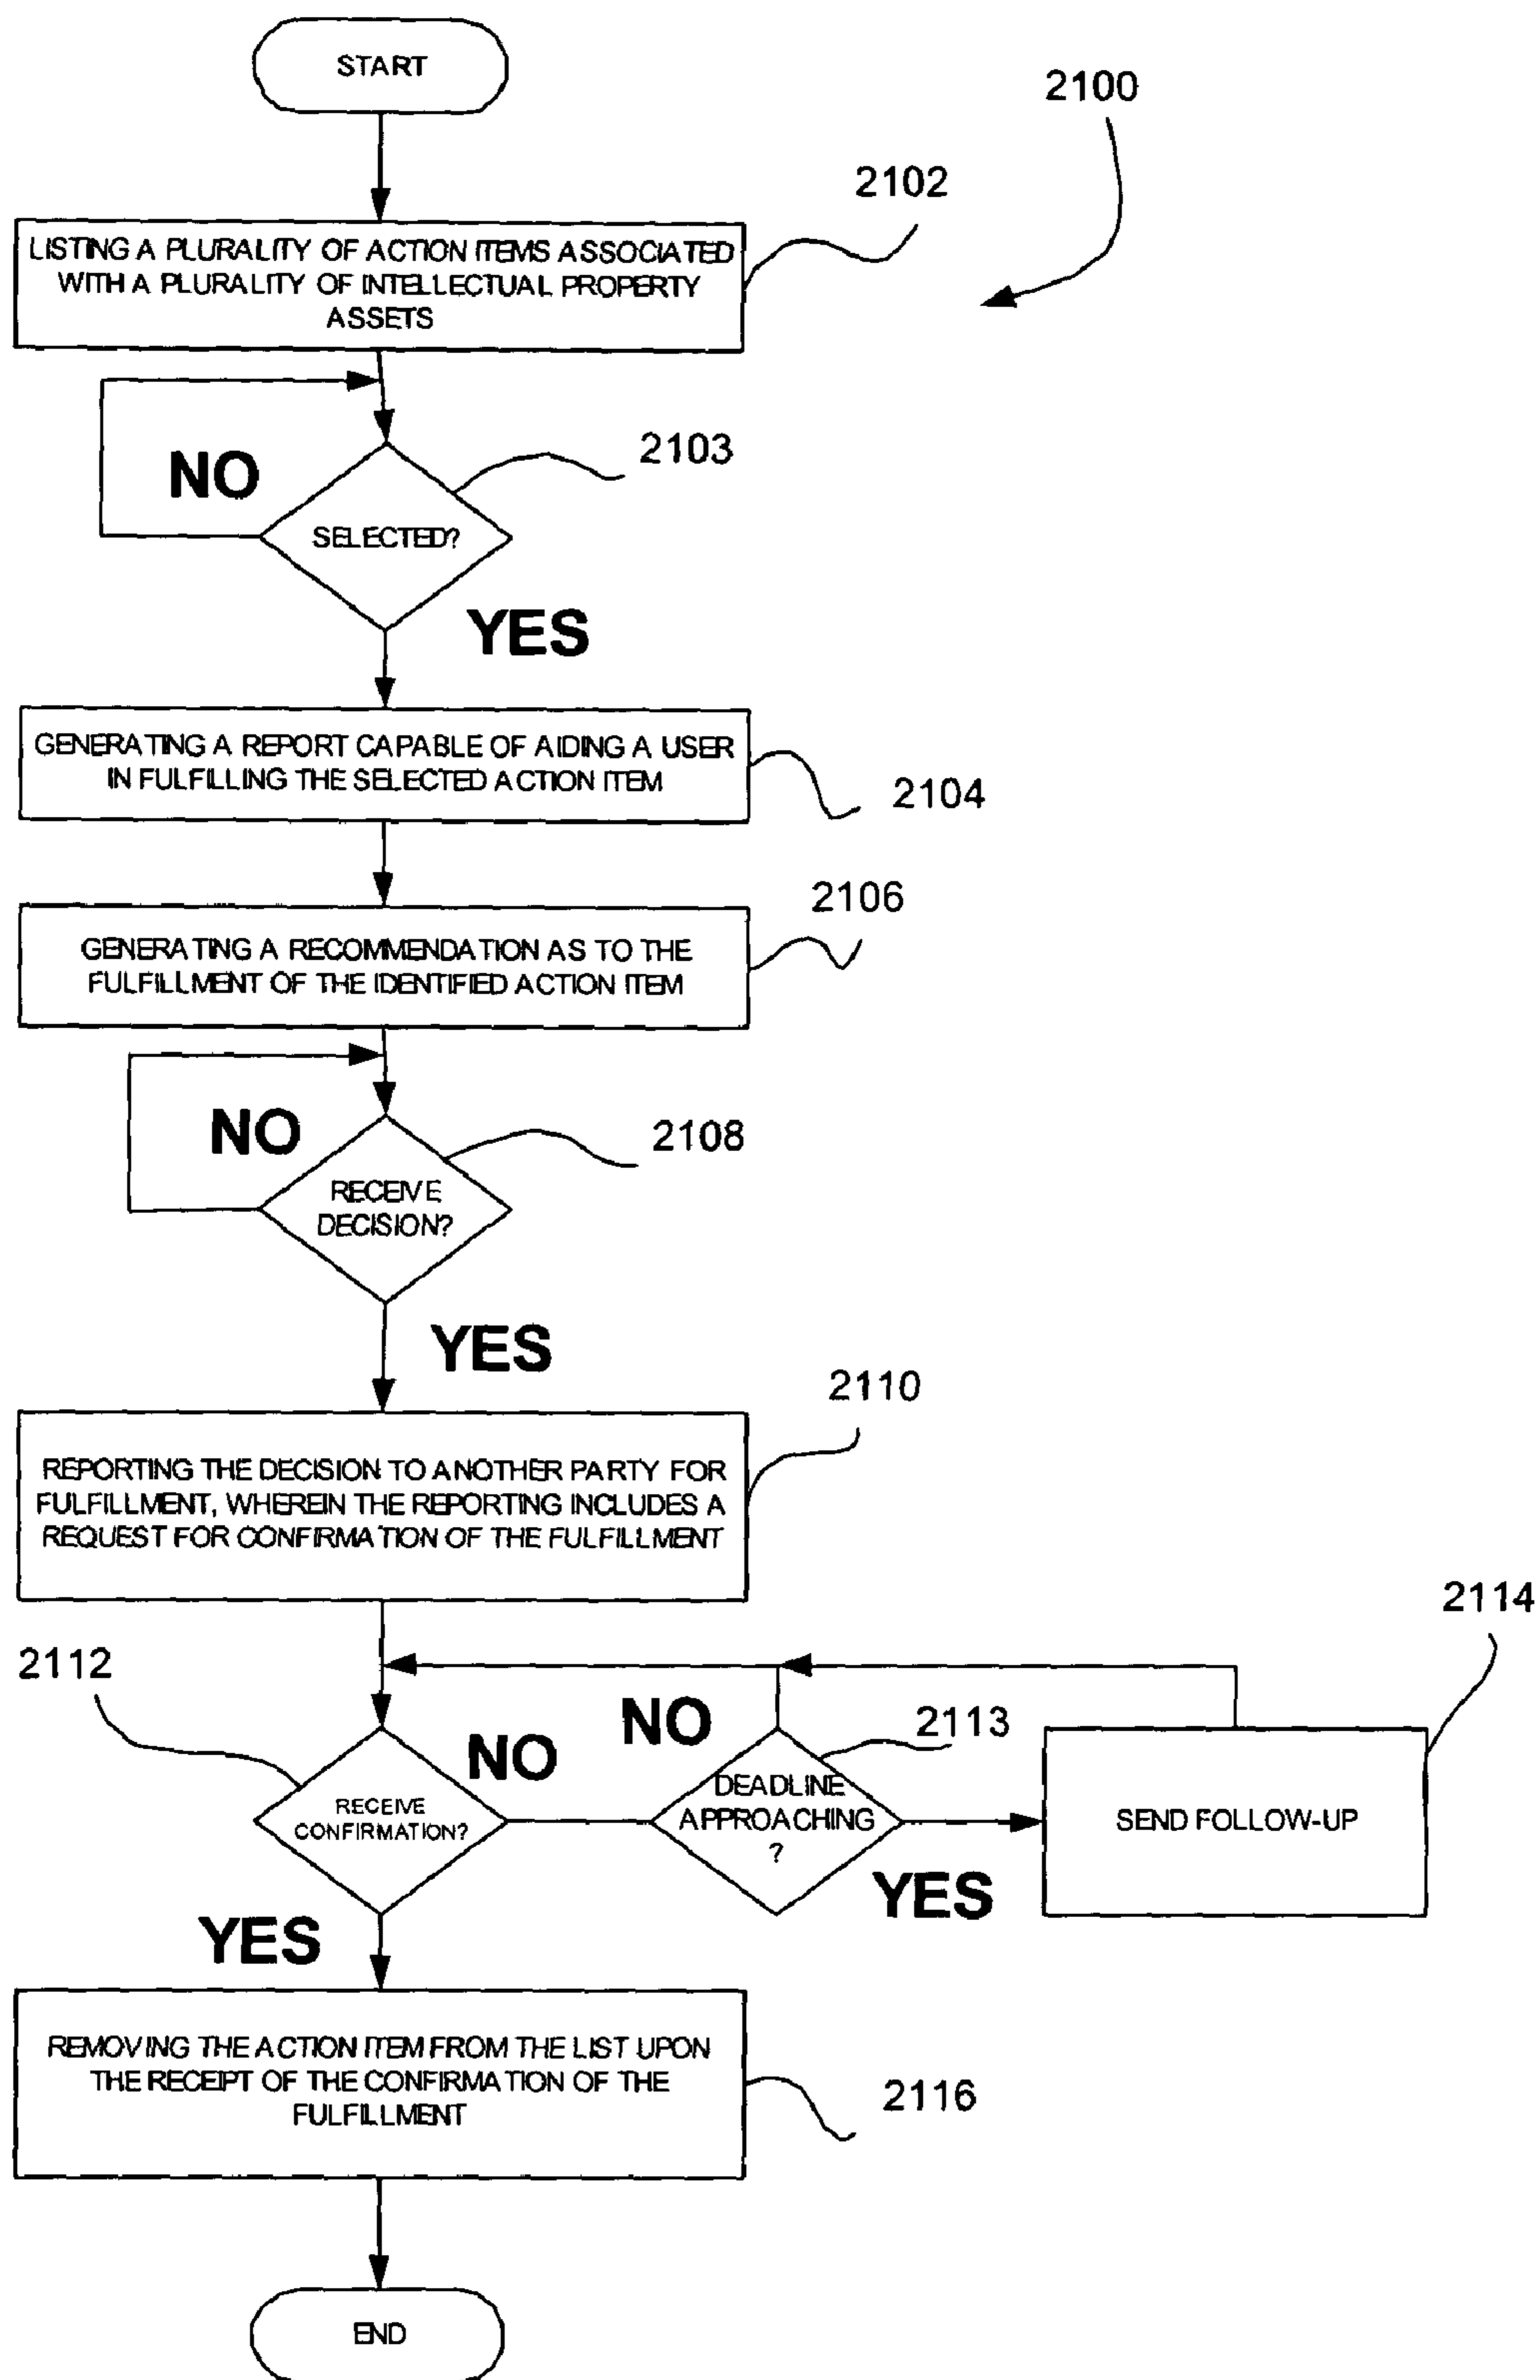 START
2100
2102
LISTING A PLURALITY OF ACTION ITEMS ASSOCIATED
WITH A PLURALITY OF INTELLECTUAL PROPERTY
ASSETS
NO
2103
SELECTED?
YES
GENERATING A REPORT CAPABLE OF AIDING A USER
IN FULFILLING THE SELECTED ACTION ITEM
2104
2106
GENERATING A RECOMMENDATION AS TO THE
FULFILLMENT OF THE IDENTIFIED ACTION ITEM
NO
2108
RECEIVE
DECISION?
YES
2110
REPORTING THE DECISION TO ANOTHER PARTY FOR
FULFILLMENT, WHEREIN THE REPORTING INCLUDES A
REQUEST FOR CONFIRMATION OF THE FULFILLMENT
2114
2112
NO
NO
2113
RECEIVE
CONFIRMATION?
DEADLINE
APPROACHING
?
SEND FOLLOW-UP
YES
YES
REMOVING THE ACTION ITEM FROM THE LIST UPON
THE RECEIPT OF THE CONFIRMATION OF THE
FULFILLMENT
2116
END